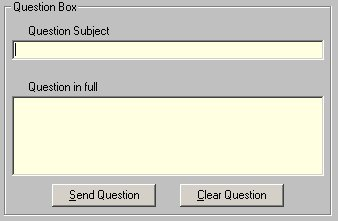 Question Box
Question Subject
Question in full
Send Question
Clear Question